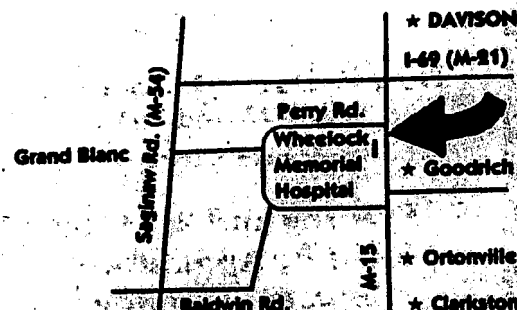 ★ DAVISON
I-69 (M-21)
Saginaw Rd. (M-54)
Perry Rd.
Grand Blanc
Wheelock
Memorial
Hospital
★ Goodrich
M-15
★ Ortonville
Baldwin Rd.
★ Clarkston